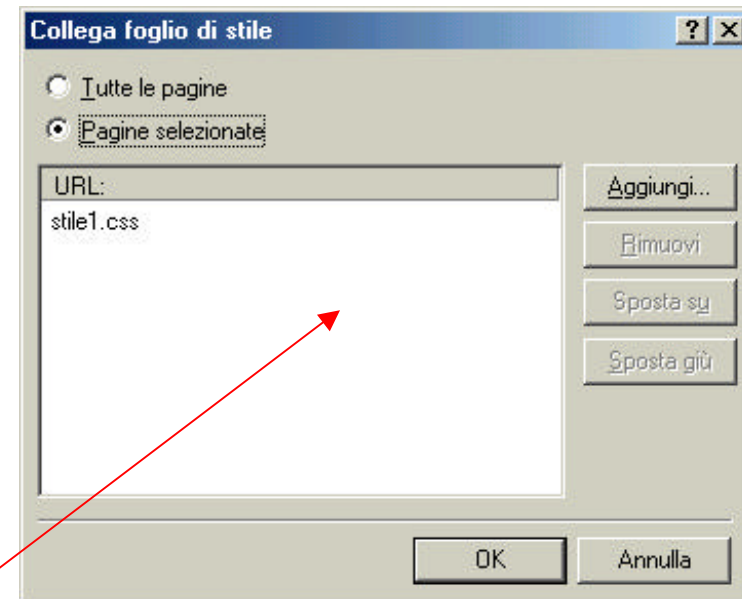 Collega foglio di stile
Tutte le pagine
Pagine selezionate
URL:
stile1.css
Aggiungi...
Rimuovi
Sposta su
Sposta giù
OK
Annulla